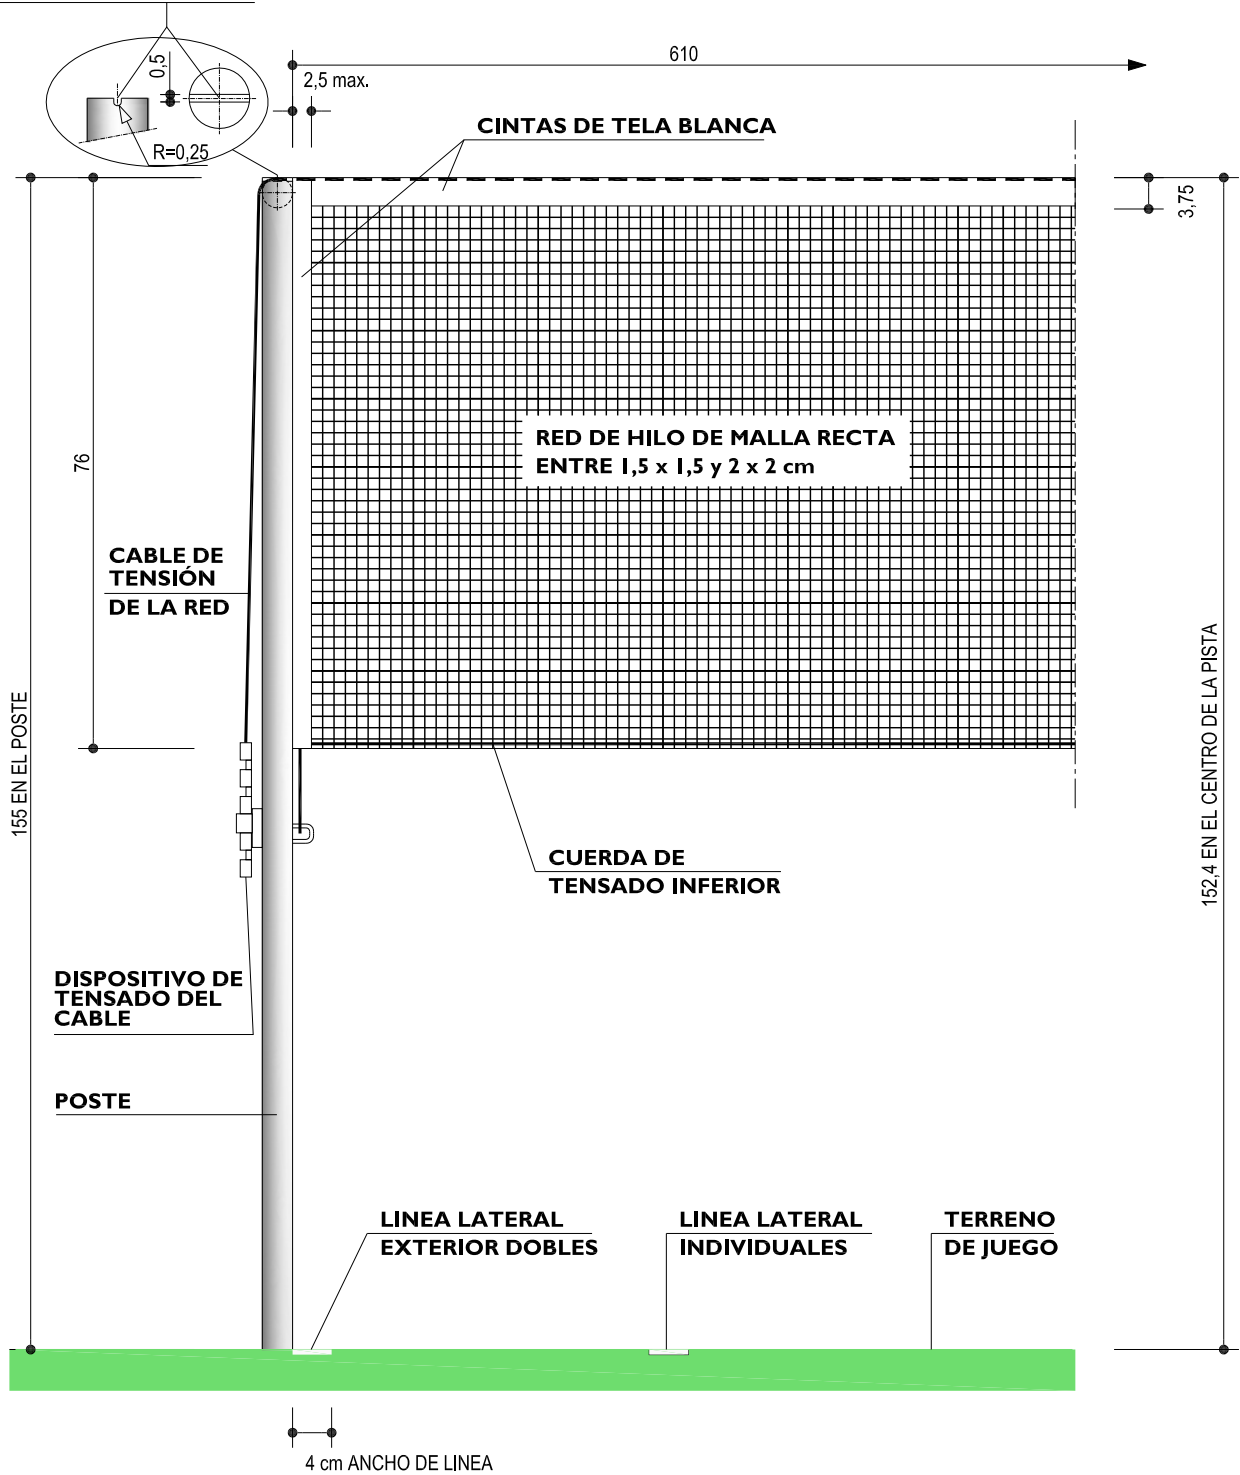 610
0,5
2,5 max.
CINTAS DE TELA BLANCA
R=0,25
3,75
RED DE HILO DE MALLA RECTA
ENTRE 1,5 x 1,5 y 2 x 2 cm
76
CABLE DE
TENSIÓN
DE LA RED
155 EN EL POSTE
152,4 EN EL CENTRO DE LA PISTA
CUERDA DE
TENSADO INFERIOR
DISPOSITIVO DE
TENSADO DEL
CABLE
POSTE
LINEA LATERAL
EXTERIOR DOBLES
LINEA LATERAL
INDIVIDUALES
TERRENO
DE JUEGO
4 cm ANCHO DE LINEA